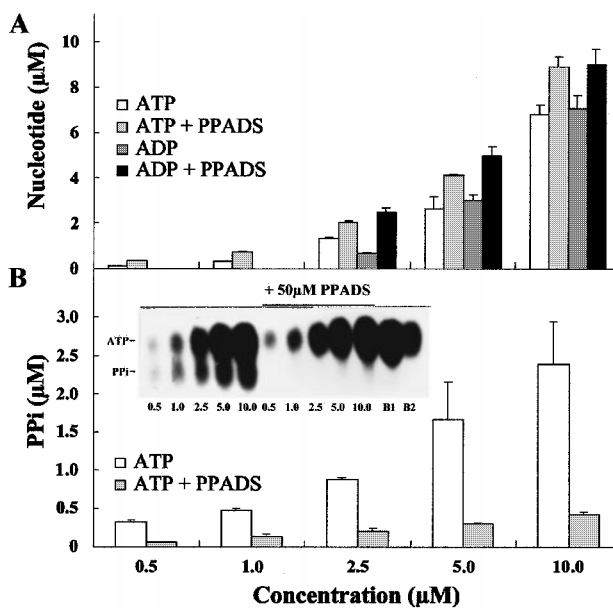 A
Nucleotide (μM)
10
8
6
4
2
0
ATP
ATP + PPADS
ADP
ADP + PPADS
B
PPi (μM)
3.0
2.5
2.0
1.5
1.0
0.5
0
+ 50μM PPADS
ATP-
PPi-
0.5 1.0 2.5 5.0 10.0 0.5 1.0 2.5 5.0 10.0 B1 B2
ATP
ATP + PPADS
0.5 1.0 2.5 5.0 10.0
Concentration (μM)